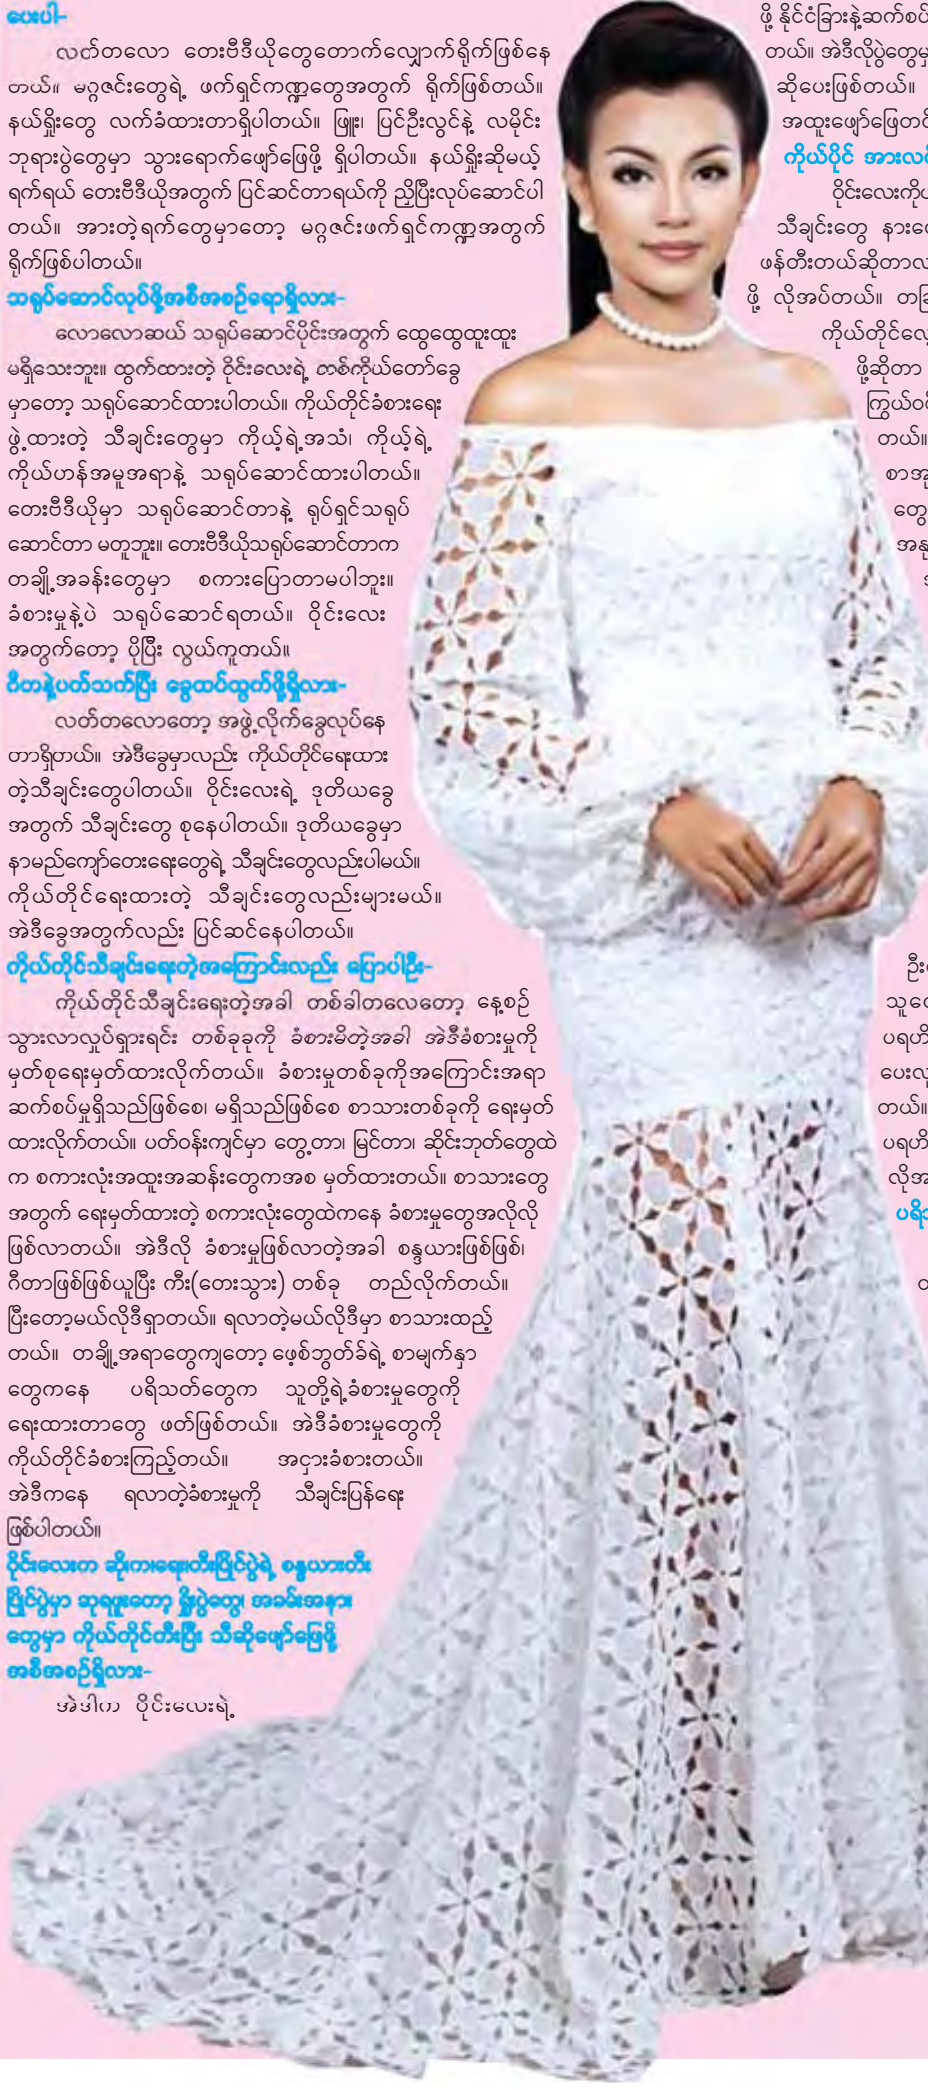 ပေးပါ-
လတ်တလော တေးဗီဒီယိုတွေတောက်လျှောက်ရိုက်ဖြစ်နေ
တယ်။ မဂ္ဂဇင်းတွေရဲ့ ဖက်ရှင်ကဏ္ဍတွေအတွက် ရိုက်ဖြစ်တယ်။
နယ်ရှိုးတွေ လက်ခံထားတာရှိပါတယ်။ ဖြူး၊ ပြင်ဦးလွင်နဲ့ လမိုင်း
ဘုရားပွဲတွေမှာ သွားရောက်ဖျော်ဖြေဖို့ ရှိပါတယ်။ နယ်ရှိုးဆိုမယ့်
ရက်ရယ် တေးဗီဒီယိုအတွက် ပြင်ဆင်တာရယ်ကို ညှိပြီးလုပ်ဆောင်ပါ
တယ်။ အားတဲ့ရက်တွေမှာတော့ မဂ္ဂဇင်းဖက်ရှင်ကဏ္ဍအတွက်
ရိုက်ဖြစ်ပါတယ်။
သရုပ်ဆောင်လုပ်ဖို့အစီအစဉ်ရောရှိလား-
လောလောဆယ် သရုပ်ဆောင်ပိုင်းအတွက် ထွေထွေထူးထူး
မရှိသေးဘူး။ ထွက်ထားတဲ့ ဝိုင်းလေးရဲ့ တစ်ကိုယ်တော်ခွေ
မှာတော့ သရုပ်ဆောင်ထားပါတယ်။ ကိုယ်တိုင်ခံစားရေး
ဖွဲ့ထားတဲ့ သီချင်းတွေမှာ ကိုယ့်ရဲ့အသံ၊ ကိုယ့်ရဲ့
ကိုယ်ဟန်အမူအရာနဲ့ သရုပ်ဆောင်ထားပါတယ်။
တေးဗီဒီယိုမှာ သရုပ်ဆောင်တာနဲ့ ရုပ်ရှင်သရုပ်
ဆောင်တာ မတူဘူး။ တေးဗီဒီယိုသရုပ်ဆောင်တာက
တချို့အခန်းတွေမှာ စကားပြောတာမပါဘူး။
ခံစားမှုနဲ့ပဲ သရုပ်ဆောင်ရတယ်။ ဝိုင်းလေး
အတွက်တော့ ပိုပြီး လွယ်ကူတယ်။
ဂီတနဲ့ပတ်သက်ပြီး ခွေထပ်ထွက်ဖို့ရှိလား-
လတ်တလောတော့ အဖွဲ့လိုက်ခွေလုပ်နေ
တာရှိတယ်။ အဲဒီခွေမှာလည်း ကိုယ်တိုင်ရေးထား
တဲ့သီချင်းတွေပါတယ်။ ဝိုင်းလေးရဲ့ ဒုတိယခွေ
အတွက် သီချင်းတွေ စုနေပါတယ်။ ဒုတိယခွေမှာ
နာမည်ကျော်တေးရေးတွေရဲ့ သီချင်းတွေလည်းပါမယ်။
ကိုယ်တိုင်ရေးထားတဲ့ သီချင်းတွေလည်းများမယ်။
အဲဒီခွေအတွက်လည်း ပြင်ဆင်နေပါတယ်။
ကိုယ်တိုင်သီချင်းရေးတဲ့အကြောင်းလည်း ပြောပါဦး-
ကိုယ်တိုင်သီချင်းရေးတဲ့အခါ တစ်ခါတလေတော့ နေ့စဉ်
သွားလာလှုပ်ရှားရင်း တစ်ခုခုကို ခံစားမိတဲ့အခါ အဲဒီခံစားမှုကို
မှတ်စုရေးမှတ်ထားလိုက်တယ်။ ခံစားမှုတစ်ခုကိုအကြောင်းအရာ
ဆက်စပ်မှုရှိသည်ဖြစ်စေ၊ မရှိသည်ဖြစ်စေ စာသားတစ်ခုကို ရေးမှတ်
ထားလိုက်တယ်။ ပတ်ဝန်းကျင်မှာ တွေ့တာ၊ မြင်တာ၊ ဆိုင်းဘုတ်တွေထဲ
က စကားလုံးအထူးအဆန်းတွေကအစ မှတ်ထားတယ်။ စာသားတွေ
အတွက် ရေးမှတ်ထားတဲ့ စကားလုံးတွေထဲကနေ ခံစားမှုတွေအလိုလို
ဖြစ်လာတယ်။ အဲဒီလို ခံစားမှုဖြစ်လာတဲ့အခါ စန္ဒယားဖြစ်ဖြစ်၊
ဂီတာဖြစ်ဖြစ်ယူပြီး ကီး(တေးသွား) တစ်ခု တည်လိုက်တယ်။
ပြီးတော့မယ်လိုဒီရှာတယ်။ ရလာတဲ့မယ်လိုဒီမှာ စာသားထည့်
တယ်။ တချို့အရာတွေကျတော့ ဖေ့စ်ဘွတ်ခ်ရဲ့ စာမျက်နှာ
တွေကနေ ပရိသတ်တွေက သူတို့ရဲ့ခံစားမှုတွေကို
ရေးထားတာတွေ ဖတ်ဖြစ်တယ်။ အဲဒီခံစားမှုတွေကို
ကိုယ်တိုင်ခံစားကြည့်တယ်။ အငှားခံစားတယ်။
အဲဒီကနေ ရလာတဲ့ခံစားမှုကို သီချင်းပြန်ရေး
ဖြစ်ပါတယ်။
ဝိုင်းလေးက ဆိုကရေးတီးပြိုင်ပွဲရဲ့ စန္ဒယားတီး
ပြိုင်ပွဲမှာ ဆုရဖူးတော့ ရှိုးပွဲတွေ၊ အခမ်းအနား
တွေမှာ ကိုယ်တိုင်တီးပြီး သီဆိုဖျော်ဖြေဖို့
အစီအစဉ်ရှိလား-
အဲဒါက ဝိုင်းလေးရဲ့
ဖို့ နိုင်ငံခြားနဲ့ဆက်စပ်
တယ်။ အဲဒီလိုပွဲတွေမှ
ဆိုပေးဖြစ်တယ်။
အထူးဖျော်ဖြေတင်
ကိုယ်ပိုင် အားလပ်
ဝိုင်းလေးကိုယ
သီချင်းတွေ နားထေ
ဖန်တီးတယ်ဆိုတာလ
ဖို့ လိုအပ်တယ်။ တခြ
ကိုယ်တိုင်လေ့
ဖို့ဆိုတာ
ကြွယ်ဝဖ
တယ်။
စာအု
တွေ
အနု
ဦး
သူတေ
ပရဟိ
ပေးလှ
တယ်။
ပရဟိ
လိုအ
ပရိသ